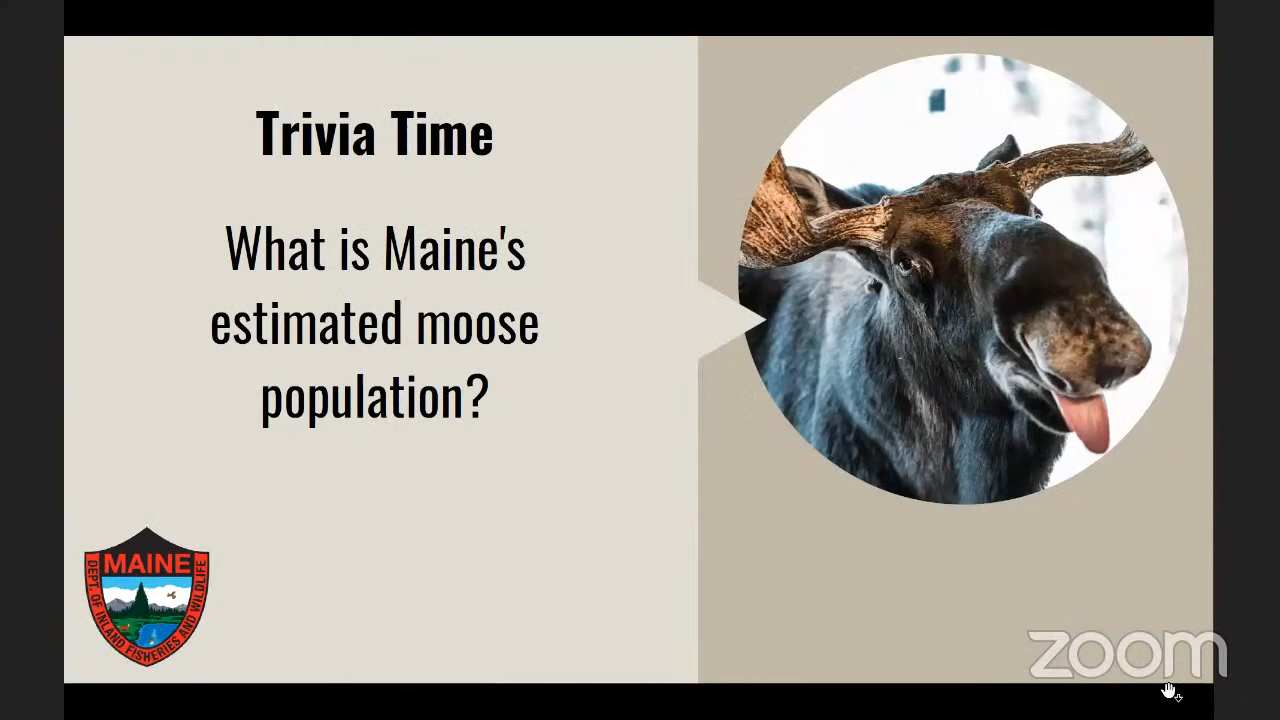 Trivia Time
What is Maine's
estimated moose
population?
MAINE
DEPT. OF INLAND FISHERIES AND WILDLIFE
zoom